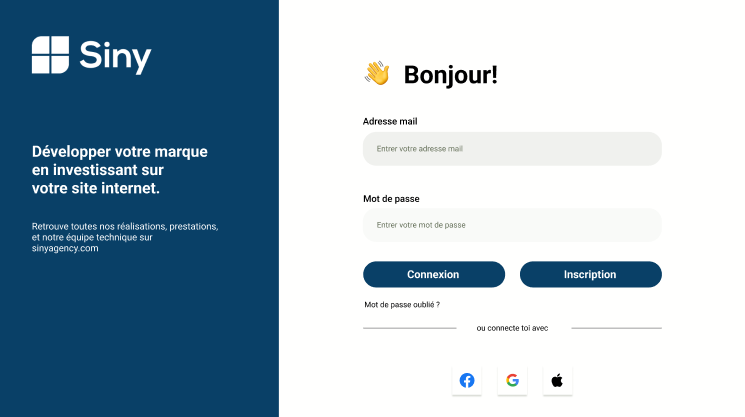 Siny
Développer votre marque
en investissant sur
votre site internet.
Retrouve toutes nos réalisations, prestations,
et notre équipe technique sur
sinyagency.com
Bonjour!
Adresse mail
Entrer votre adresse mail
Mot de passe
Entrer votre mot de passe
Connexion
Inscription
Mot de passe oublié ?
ou connecte toi avec